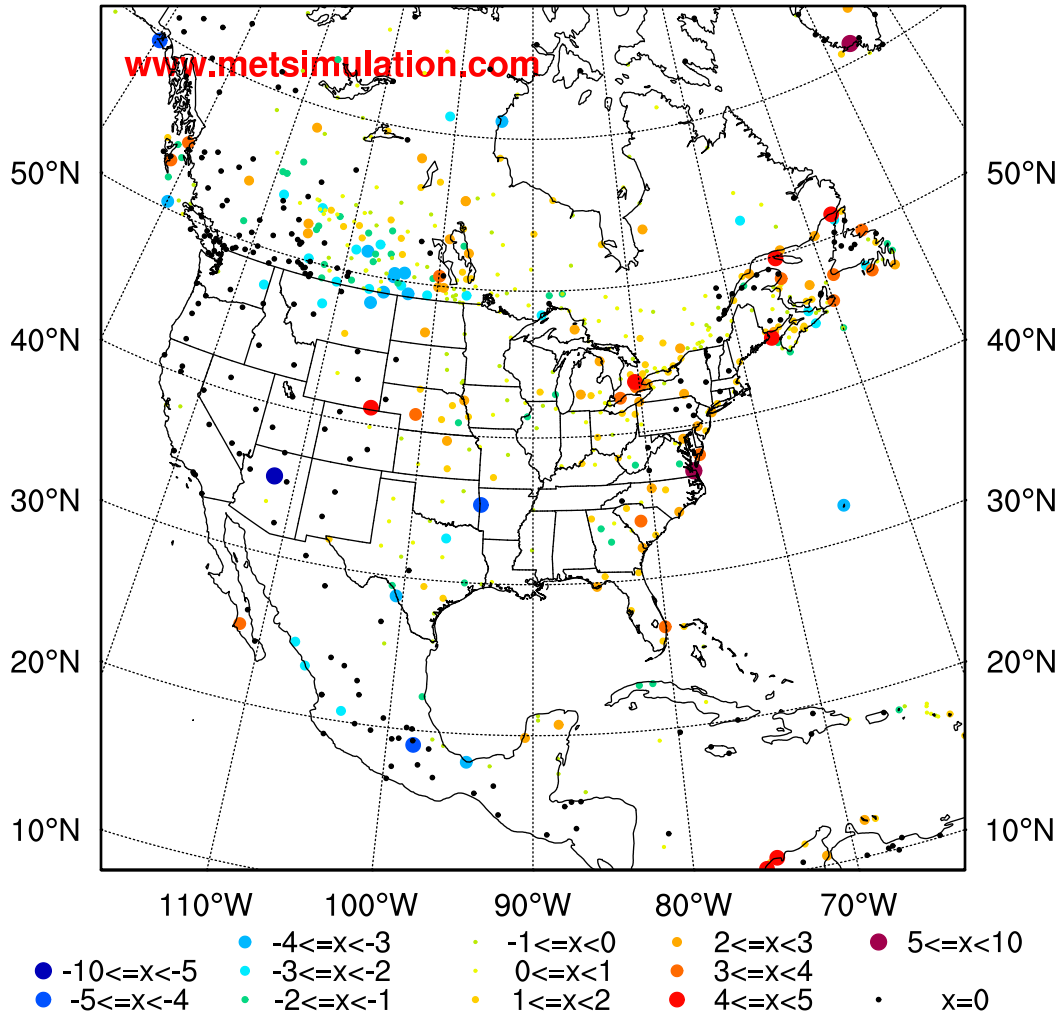 www.metsimulation.com
50°N 50°N
40°N 40°N
30°N 30°N
20°N 20°N
10°N 10°N
110°W 100°W 90°W 80°W 70°W
-4<=x<-3 -1<=x<0 2<=x<3 5<=x<10
-10<=x<-5 -3<=x<-2 0<=x<1 3<=x<4
-5<=x<-4 -2<=x<-1 1<=x<2 4<=x<5 x=0